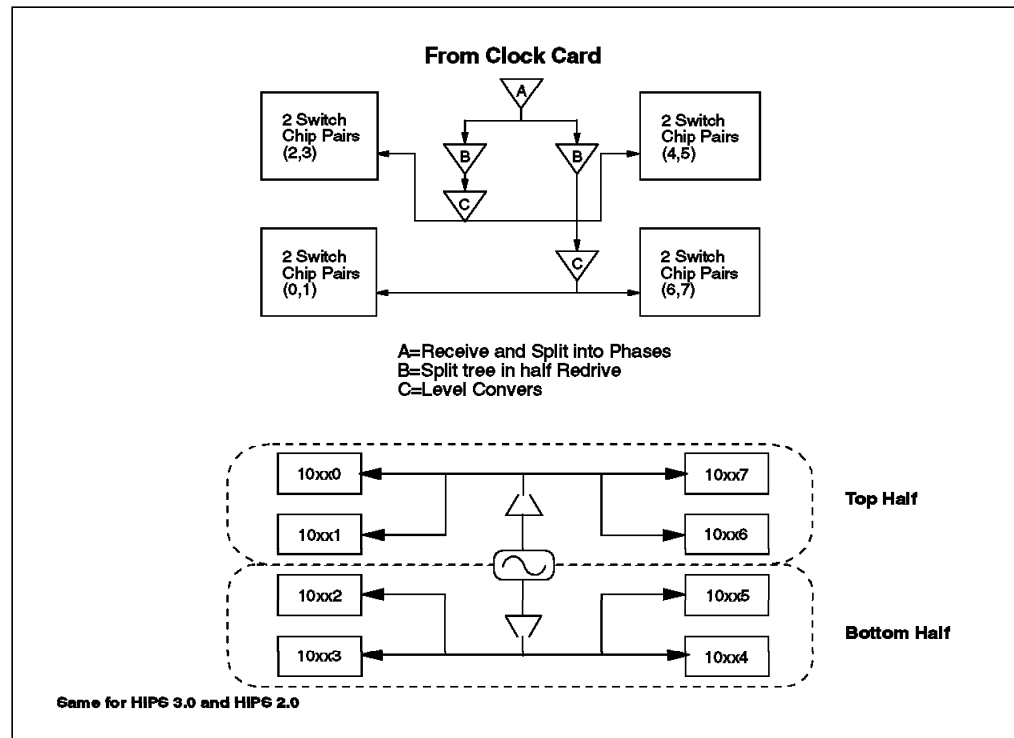 From Clock Card
A
2 Switch
Chip Pairs
(2,3)
B
B
2 Switch
Chip Pairs
(4,5)
C
2 Switch
Chip Pairs
(0,1)
C
2 Switch
Chip Pairs
(6,7)
A=Receive and Split into Phases
B=Split tree in half Redrive
C=Level Convers
10xx0
10xx7
Top Half
10xx1
10xx6
10xx2
10xx5
Bottom Half
10xx3
10xx4
Same for HiPS 3.0 and HiPS 2.0